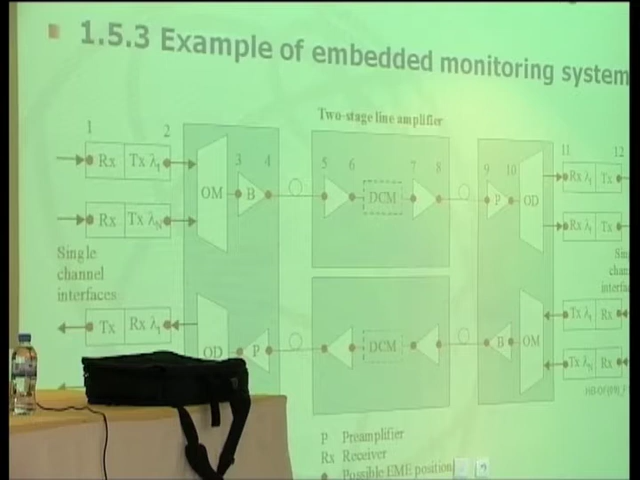 1.5.3 Example of embedded monitoring system
Two-stage line amplifier
1 2
Rx Tx λ1
3 4 5 6 7 8 9 10
11 12
OM B DCM P OD
Rx λ1 Tx
Rx Tx λN
Rx λ1 Tx
Single
channel
interfaces
Tx Rx λ1
OD P DCM B OM
Tx λ1 Rx
Tx λN Rx
P Preamplifier
Rx Receiver
Possible EME position